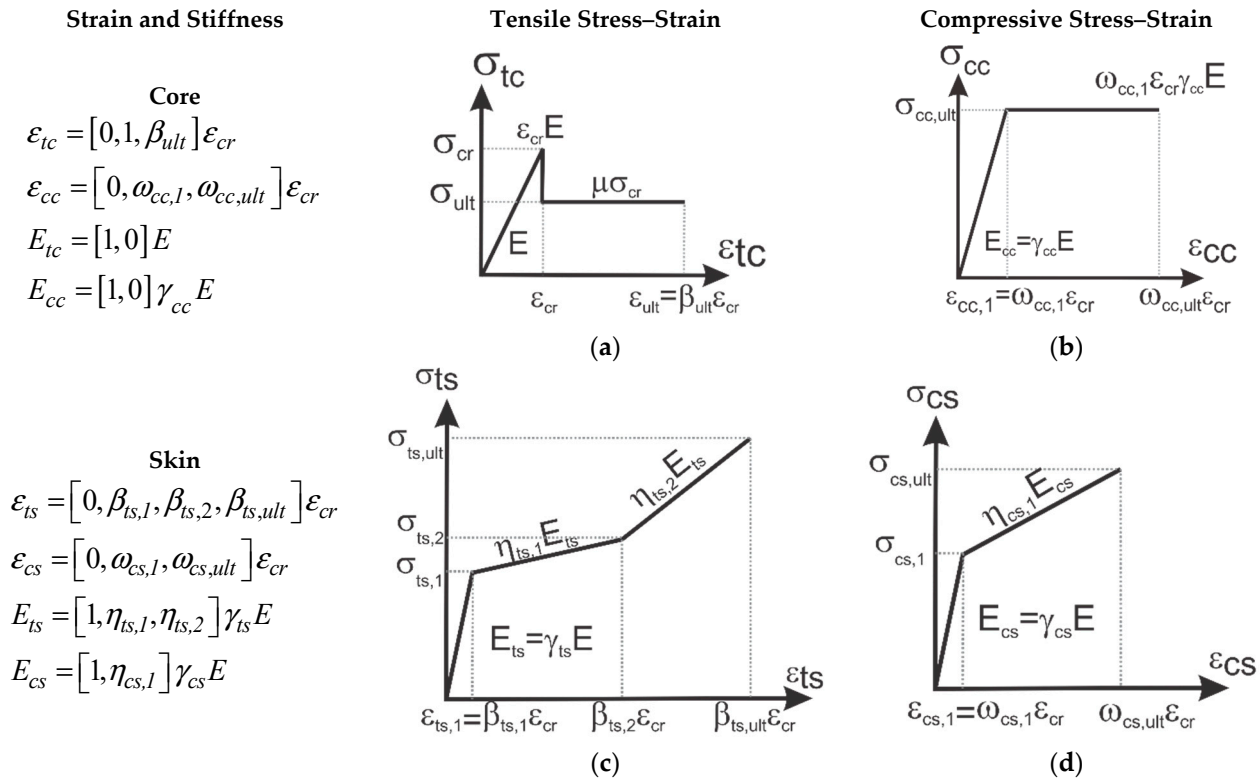 Strain and Stiffness
Tensile Stress–Strain
Compressive Stress–Strain
Core
ε_tc = [0,1,β_ult]ε_cr
ε_cc = [0,ω_cc,1,ω_cc,ult]ε_cr
E_tc = [1,0]E
E_cc = [1,0]γ_cc E
σ_tc
σ_cr
ε_cr E
σ_ult
μσ_cr
E
ε_tc
ε_cr
ε_ult=β_ult ε_cr
(a)
σ_cc
ω_cc,1 ε_cr γ_cc E
σ_cc,ult
E_cc=γ_cc E
ε_cc
ε_cc,1=ω_cc,1 ε_cr
ω_cc,ult ε_cr
(b)
Skin
ε_ts = [0,β_ts,1,β_ts,2,β_ts,ult]ε_cr
ε_cs = [0,ω_cs,1,ω_cs,ult]ε_cr
E_ts = [1,η_ts,1,η_ts,2]γ_ts E
E_cs = [1,η_cs,1]γ_cs E
σts
σ_ts,ult
η_ts,2 E_ts
σ_ts,2
η_ts,1 E_ts
σ_ts,1
E_ts=γ_ts E
εts
ε_ts,1=β_ts,1 ε_cr
β_ts,2 ε_cr
β_ts,ult ε_cr
(c)
σcs
σ_cs,ult
η_cs,1 E_cs
σ_cs,1
E_cs=γ_cs E
εcs
ε_cs,1=ω_cs,1 ε_cr
ω_cs,ult ε_cr
(d)